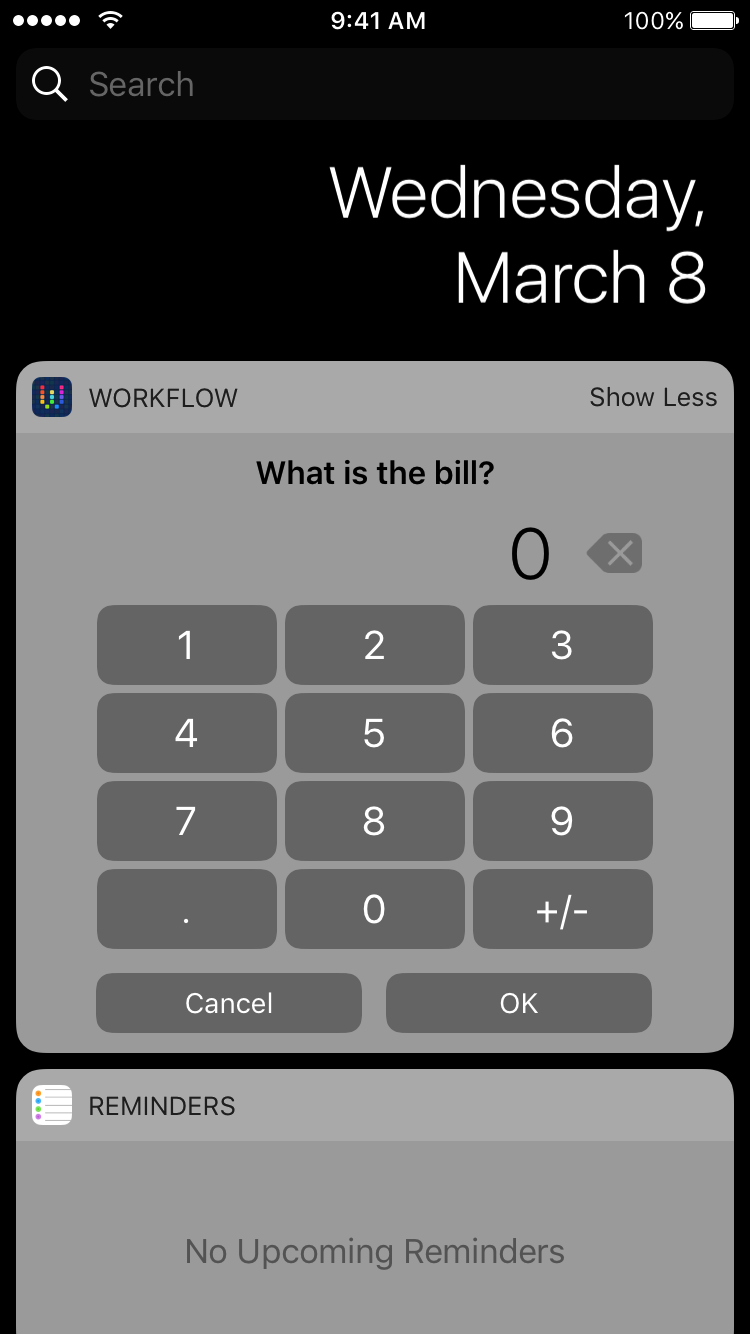 9:41 AM 100%
Search
Wednesday,
March 8
WORKFLOW Show Less
What is the bill?
0
1 2 3
4 5 6
7 8 9
. 0 +/-
Cancel OK
REMINDERS
No Upcoming Reminders